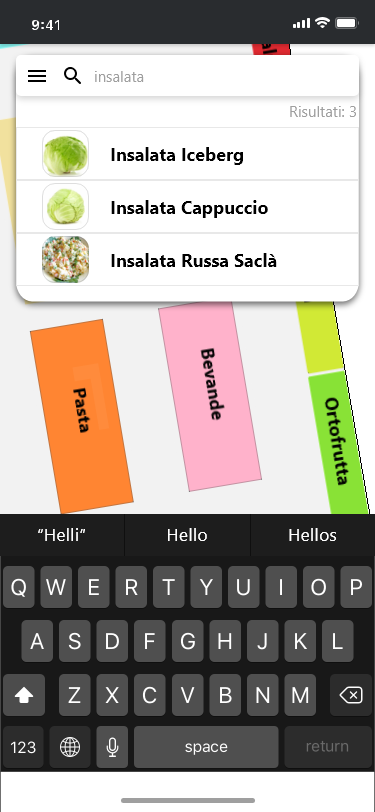 9:41
insalata
Risultati: 3
Insalata Iceberg
Insalata Cappuccio
Insalata Russa Saclà
Pasta
Bevande
Ortofrutta
“Helli”
Hello
Hellos
Q W E R T Y U I O P
A S D F G H J K L
Z X C V B N M
123 space return